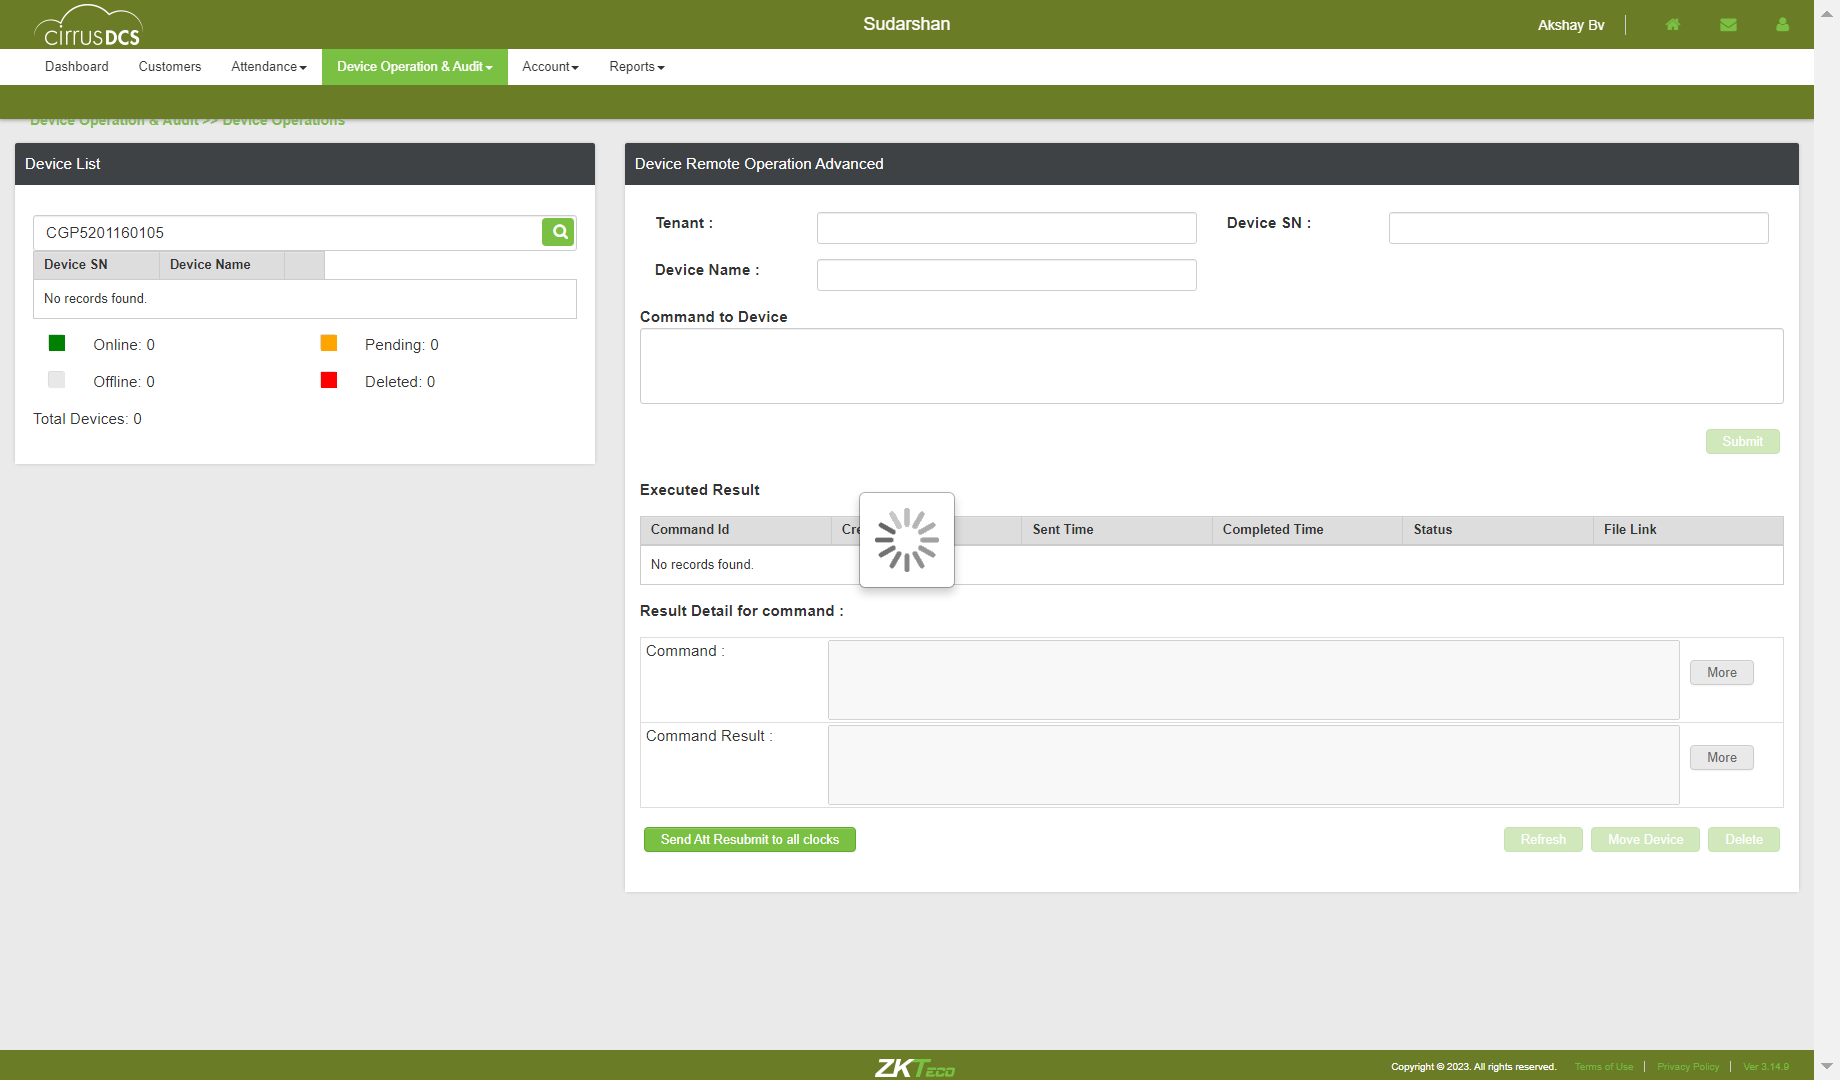 cirrusDCS
Sudarshan
Akshay Bv
Dashboard Customers Attendance Device Operation & Audit Account Reports
Device Operation & Audit >> Device Operations
Device List
CGP5201160105
Device SN Device Name
No records found.
Online: 0 Pending: 0
Offline: 0 Deleted: 0
Total Devices: 0
Device Remote Operation Advanced
Tenant : Device SN :
Device Name :
Command to Device
Submit
Executed Result
Command Id Cre Sent Time Completed Time Status File Link
No records found.
Result Detail for command :
Command : More
Command Result : More
Send Att Resubmit to all clocks Refresh Move Device Delete
ZKTeco
Copyright © 2023. All rights reserved. Terms of Use | Privacy Policy | Ver 3.14.9